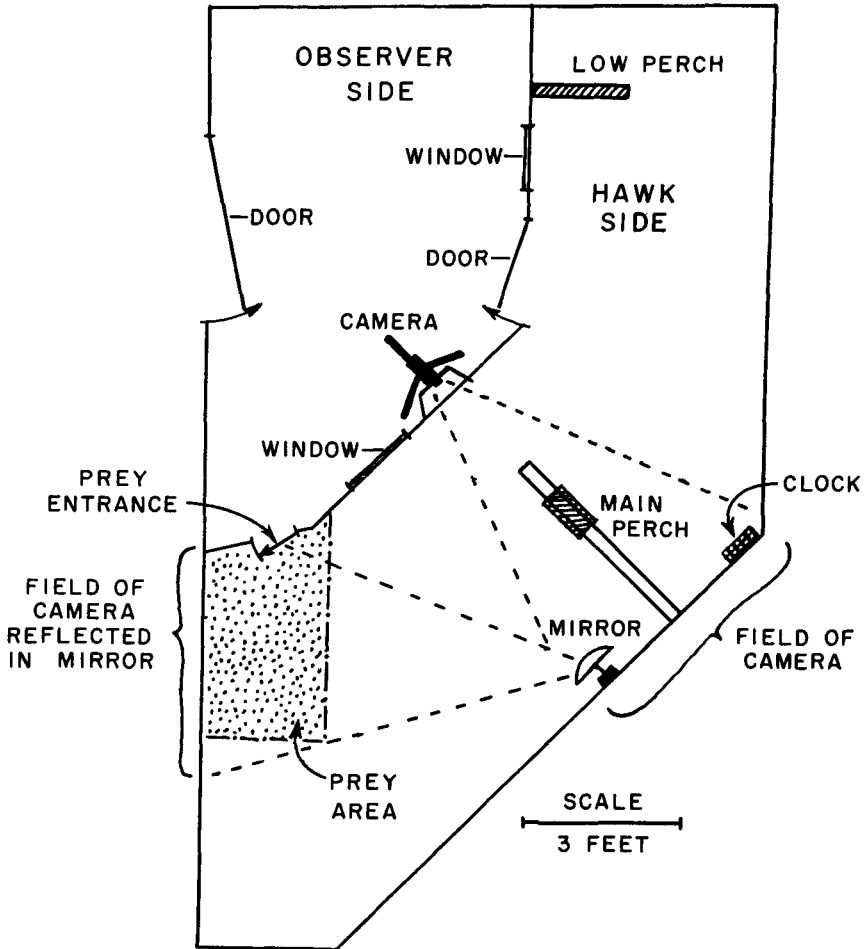 OBSERVER
SIDE
LOW PERCH
WINDOW
HAWK
SIDE
DOOR
DOOR
CAMERA
WINDOW
PREY
ENTRANCE
MAIN
PERCH
CLOCK
FIELD OF
CAMERA
REFLECTED
IN MIRROR
MIRROR
FIELD OF
CAMERA
PREY
AREA
SCALE
3 FEET